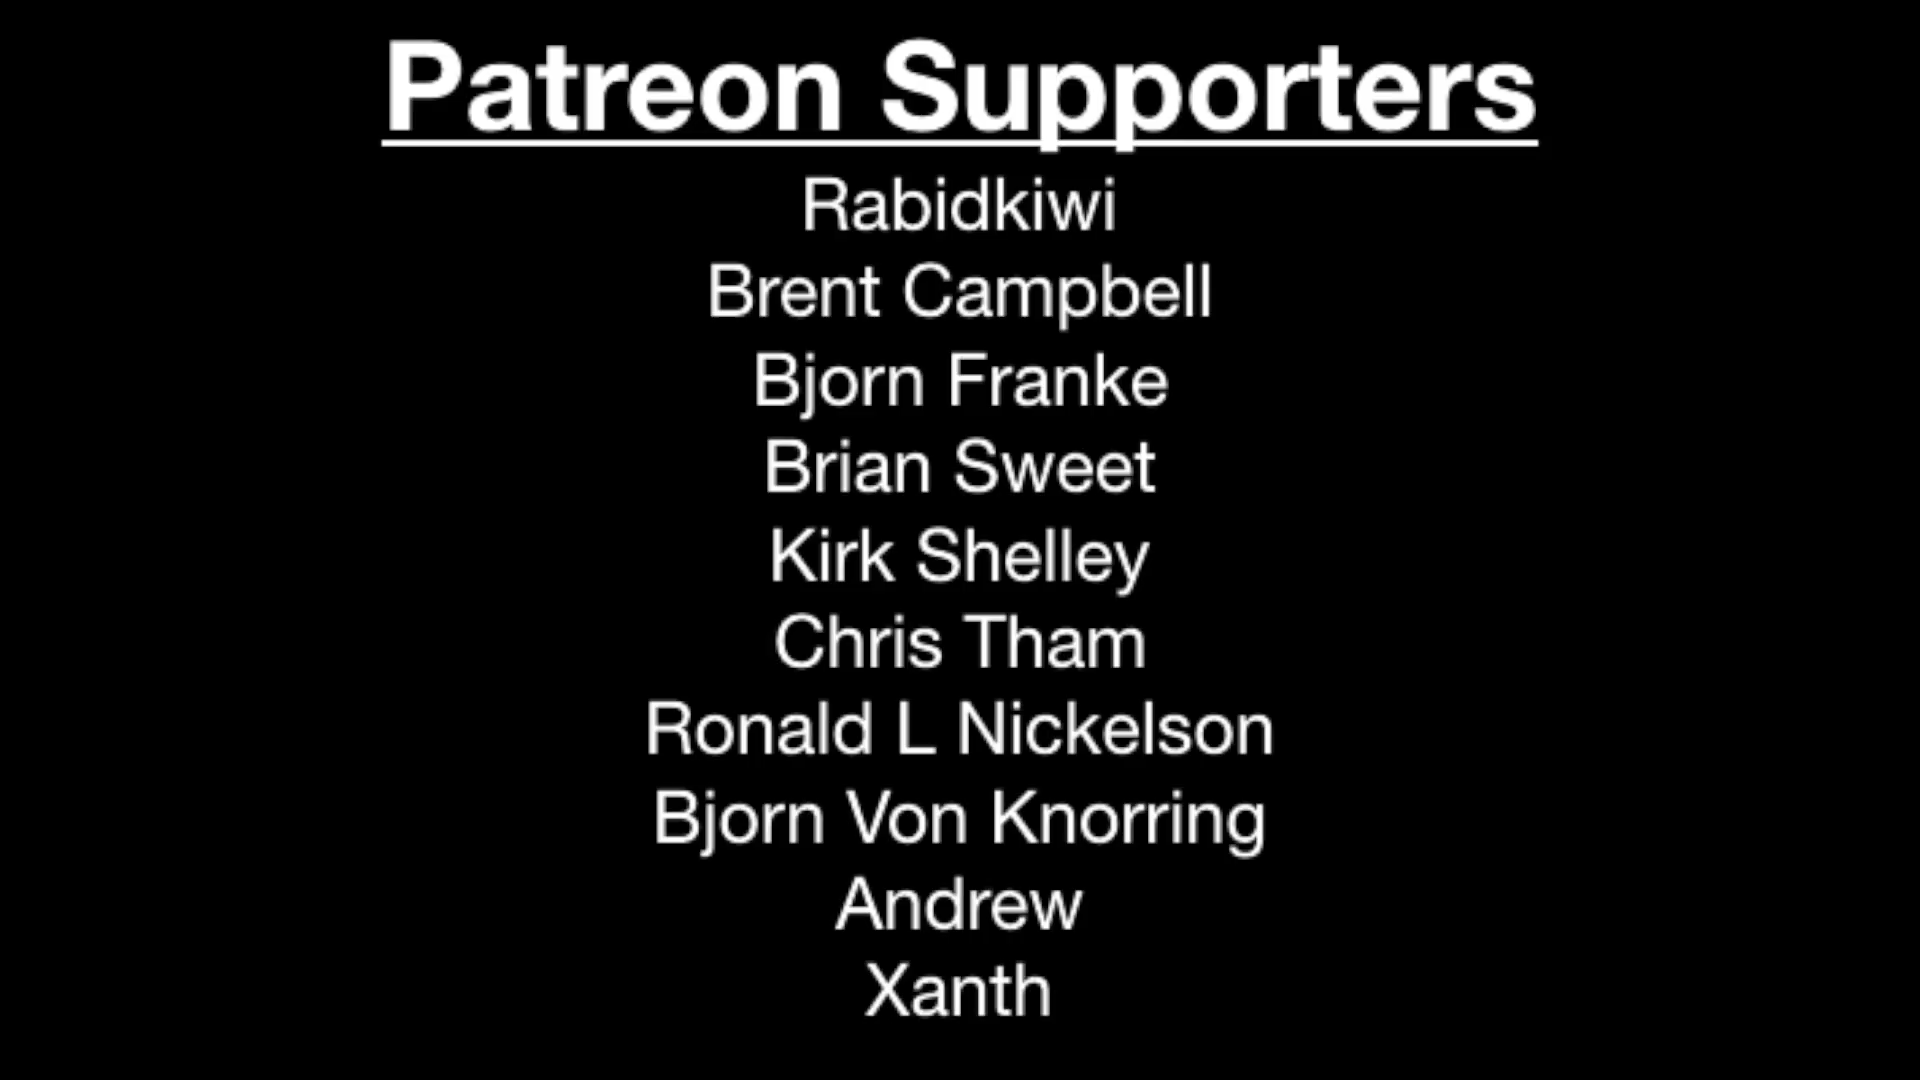 Patreon Supporters
Rabidkiwi
Brent Campbell
Bjorn Franke
Brian Sweet
Kirk Shelley
Chris Tham
Ronald L Nickelson
Bjorn Von Knorring
Andrew
Xanth